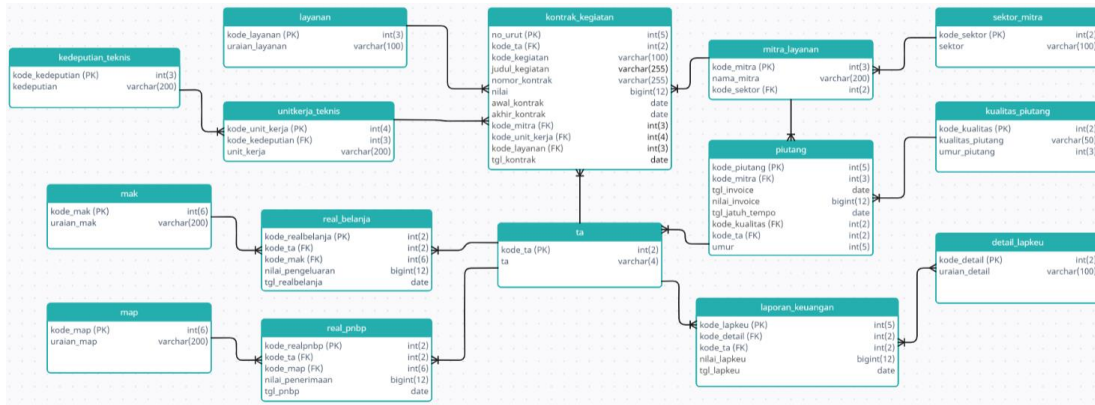 layanan
kode_layanan (PK) int(3)
uraian_layanan varchar(100)
kontrak_kegiatan
no_urut (PK) int(5)
kode_ta (FK) int(2)
kode_kegiatan varchar(100)
judul_kegiatan varchar(255)
nomor_kontrak varchar(255)
nilai bigint(12)
awal_kontrak date
akhir_kontrak date
kode_mitra (FK) int(3)
kode_unit_kerja (FK) int(4)
kode_layanan (FK) int(3)
tgl_kontrak date
sektor_mitra
kode_sektor (PK) int(2)
sektor varchar(100)
kedeputian_teknis
kode_kedeputian (PK) int(3)
kedeputian varchar(200)
mitra_layanan
kode_mitra (PK) int(3)
nama_mitra varchar(200)
kode_sektor (FK) int(2)
unitkerja_teknis
kode_unit_kerja (PK) int(4)
kode_kedeputian (FK) int(3)
unit_kerja varchar(200)
kualitas_piutang
kode_kualitas (PK) int(2)
kualitas_piutang varchar(50)
umur_piutang int(3)
piutang
kode_piutang (PK) int(5)
kode_mitra (FK) int(3)
tgl_invoice date
nilai_invoice bigint(12)
tgl_jatuh_tempo date
kode_kualitas (FK) int(2)
kode_ta (FK) int(2)
umur int(5)
mak
kode_mak (PK) int(6)
uraian_mak varchar(200)
real_belanja
kode_realbelanja (PK) int(2)
kode_ta (FK) int(2)
kode_mak (FK) int(6)
nilai_pengeluaran bigint(12)
tgl_realbelanja date
ta
kode_ta (PK) int(2)
ta varchar(4)
detail_lapkeu
kode_detail (PK) int(2)
uraian_detail varchar(100)
map
kode_map (PK) int(6)
uraian_map varchar(200)
real_pnbp
kode_realpnbp (PK) int(2)
kode_ta (FK) int(2)
kode_map (FK) int(6)
nilai_penerimaan bigint(12)
tgl_pnbp date
laporan_keuangan
kode_lapkeu (PK) int(5)
kode_detail (FK) int(2)
kode_ta (FK) int(2)
nilai_lapkeu bigint(12)
tgl_lapkeu date